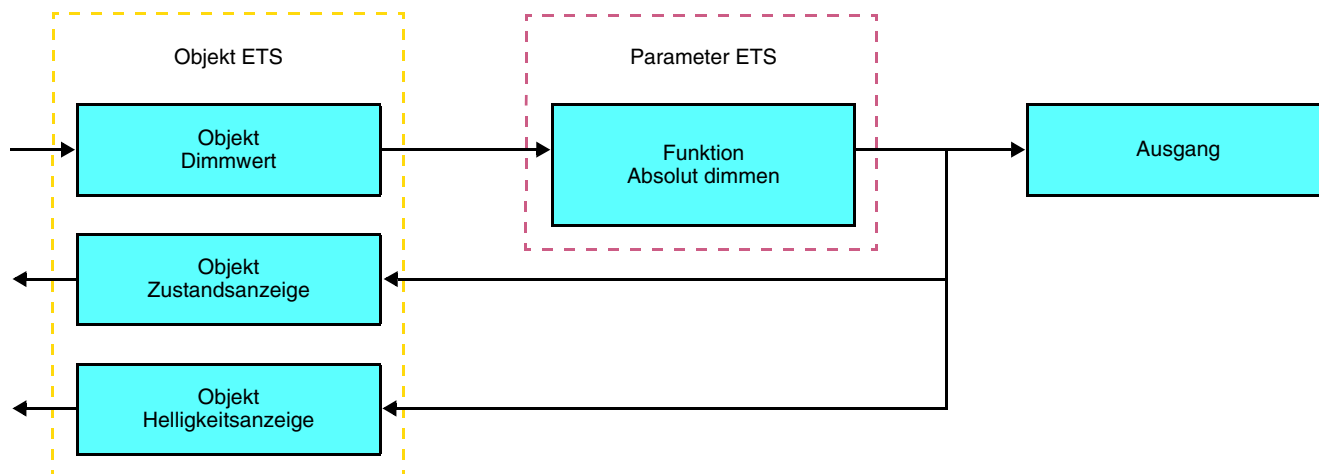 Objekt ETS
Parameter ETS
Objekt
Dimmwert
Funktion
Absolut dimmen
Ausgang
Objekt
Zustandsanzeige
Objekt
Helligkeitsanzeige